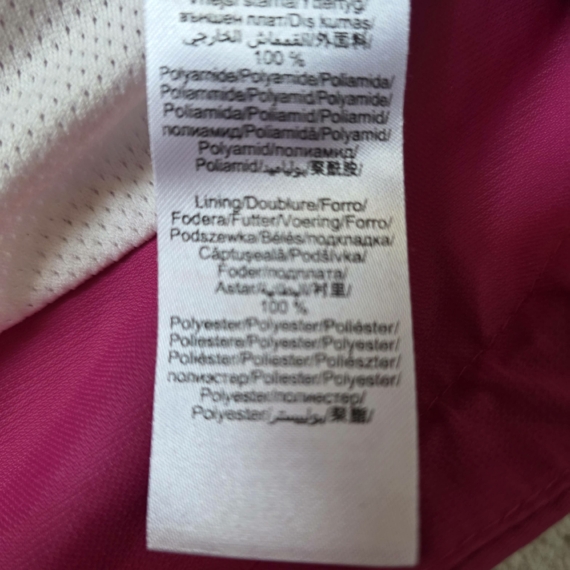 външен плат/Dış kumaş/
القماش الخارجي/外面料/
100 %
Polyamide/Polyamide/Poliamida/
Poliammide/Polyamid/Polyamide/
Poliamida/Poliamid/Poliamid/
полиамид/Poliamidă/Polyamid/
Polyamid/полиамид/
Poliamid/بولياميد/聚酰胺/
Lining/Doublure/Forro/
Fodera/Futter/Voering/Forro/
Podszewka/Bélés/подкладка/
Căptuşeală/Podšívka/
Foder/подплата/
Astar/البطانة/衬里/
100 %
Polyester/Polyester/Poliéster/
Poliestere/Polyester/Polyester/
Poliéster/Poliester/Poliészter/
полиэстер/Poliester/Polyester/
Polyester/полиестер/
Polyester/بوليستر/聚酯/